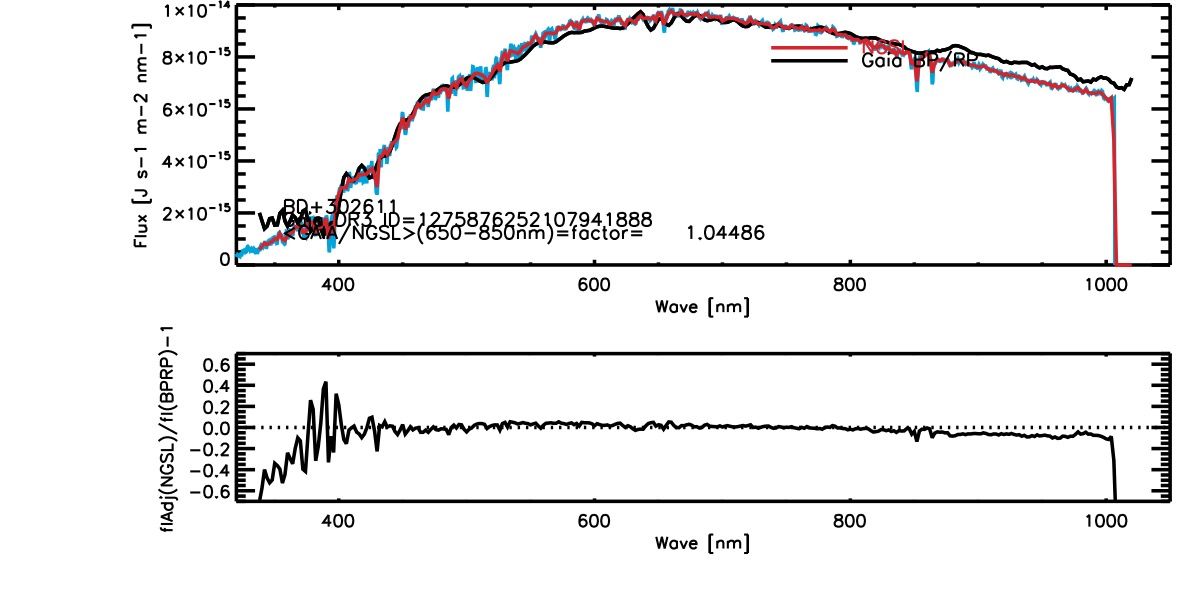 1×10−14
8×10−15
6×10−15
4×10−15
2×10−15
0
Flux [J s−1 m−2 nm−1]
NGSL
Gaia BP/RP
BD+302611
Gaia DR3 ID=1275876252107941888
<GAIA/NGSL>(650−850nm)=factor= 1.04486
400 600 800 1000
Wave [nm]
flAdj(NGSL)/fl(BPRP)−1
0.6
0.4
0.2
0.0
−0.2
−0.4
−0.6
400 600 800 1000
Wave [nm]